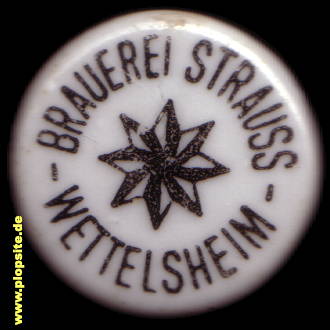 BRAUEREI STRAUSS
- WETTELSHEIM -
www.plopsite.de